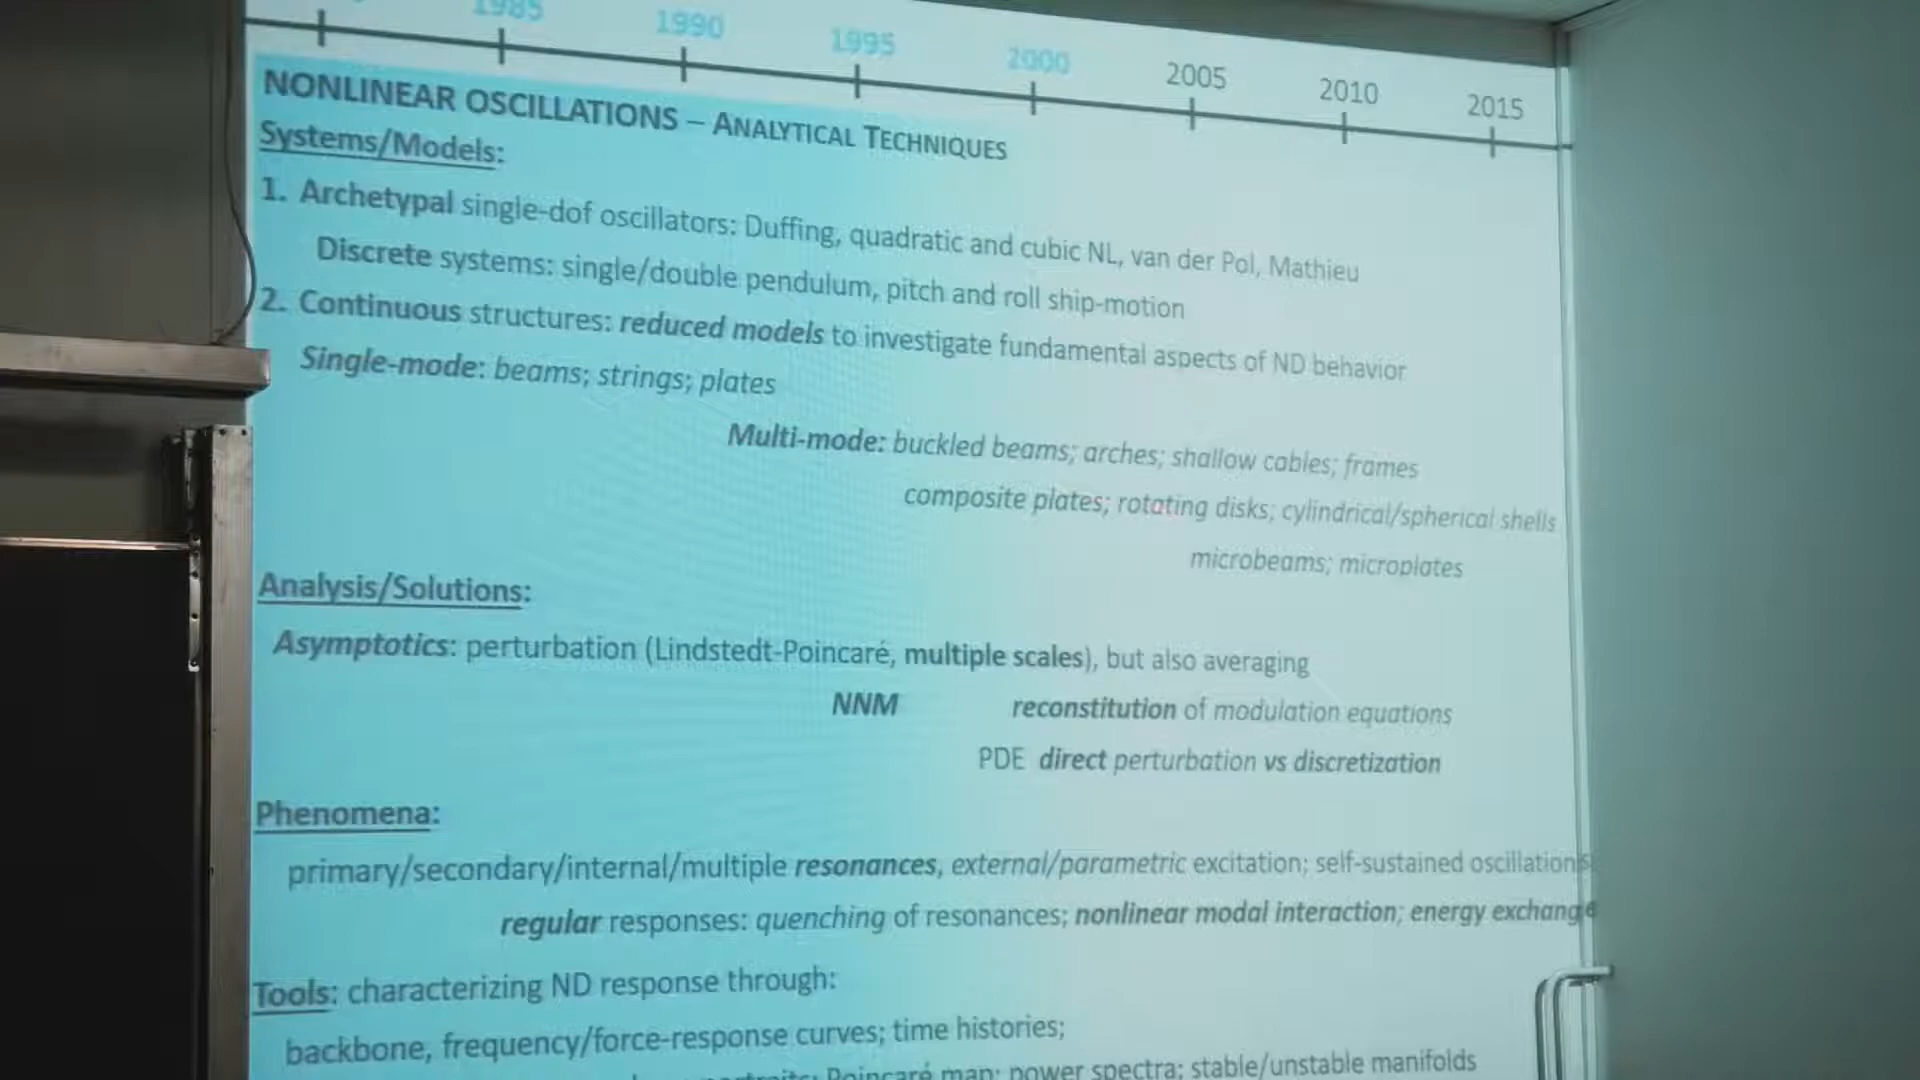 1985 1990 1995 2000 2005 2010 2015
NONLINEAR OSCILLATIONS – ANALYTICAL TECHNIQUES
Systems/Models:
1. Archetypal single-dof oscillators: Duffing, quadratic and cubic NL, van der Pol, Mathieu
Discrete systems: single/double pendulum, pitch and roll ship-motion
2. Continuous structures: reduced models to investigate fundamental aspects of ND behavior
Single-mode: beams; strings; plates
Multi-mode: buckled beams; arches; shallow cables; frames
composite plates; rotating disks; cylindrical/spherical shells
microbeams; microplates
Analysis/Solutions:
Asymptotics: perturbation (Lindstedt-Poincaré, multiple scales), but also averaging
NNM reconstitution of modulation equations
PDE direct perturbation vs discretization
Phenomena:
primary/secondary/internal/multiple resonances, external/parametric excitation; self-sustained oscillations
regular responses: quenching of resonances; nonlinear modal interaction; energy exchange
Tools: characterizing ND response through:
backbone, frequency/force-response curves; time histories;
Poincaré map; power spectra; stable/unstable manifolds